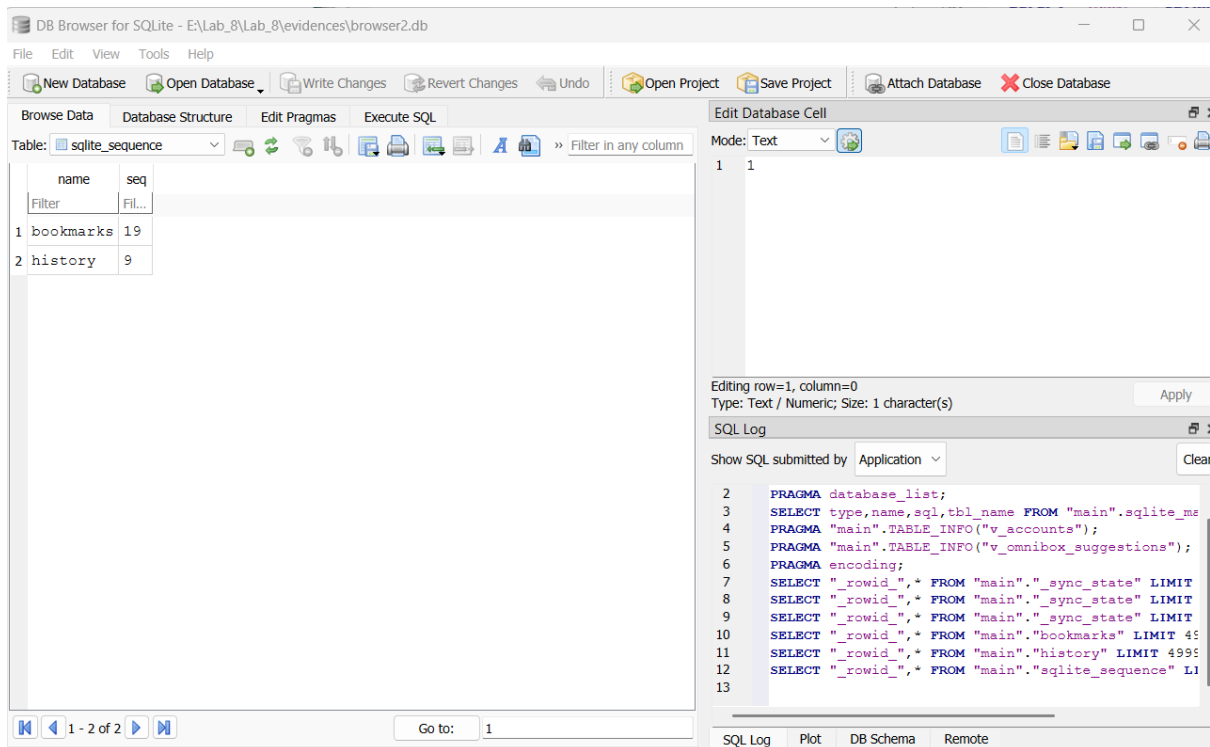 DB Browser for SQLite - E:\Lab_8\Lab_8\evidences\browser2.db
File Edit View Tools Help
New Database Open Database Write Changes Revert Changes Undo Open Project Save Project Attach Database Close Database
Browse Data Database Structure Edit Pragmas Execute SQL
Table: sqlite_sequence » Filter in any column
name seq
Filter Fil...
1 bookmarks 19
2 history 9
1 - 2 of 2 Go to: 1
Edit Database Cell
Mode: Text
1 1
Editing row=1, column=0
Type: Text / Numeric; Size: 1 character(s)
Apply
SQL Log
Show SQL submitted by Application Clear
2 PRAGMA database_list;
3 SELECT type,name,sql,tbl_name FROM "main".sqlite_ma
4 PRAGMA "main".TABLE_INFO("v_accounts");
5 PRAGMA "main".TABLE_INFO("v_omnibox_suggestions");
6 PRAGMA encoding;
7 SELECT "_rowid_",* FROM "main"."_sync_state" LIMIT
8 SELECT "_rowid_",* FROM "main"."_sync_state" LIMIT
9 SELECT "_rowid_",* FROM "main"."_sync_state" LIMIT
10 SELECT "_rowid_",* FROM "main"."bookmarks" LIMIT 49
11 SELECT "_rowid_",* FROM "main"."history" LIMIT 4999
12 SELECT "_rowid_",* FROM "main"."sqlite_sequence" LI
13
SQL Log Plot DB Schema Remote